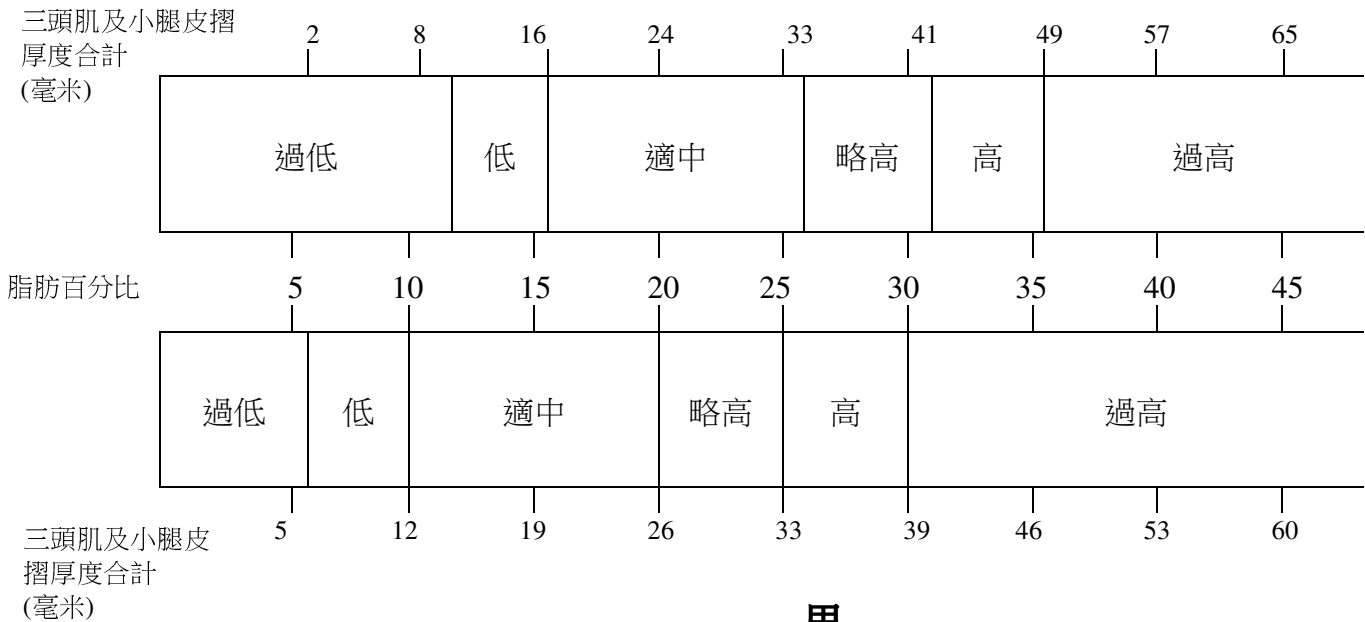 三頭肌及小腿皮摺
厚度合計
(毫米)
2 8 16 24 33 41 49 57 65
過低 低 適中 略高 高 過高
脂肪百分比 5 10 15 20 25 30 35 40 45
過低 低 適中 略高 高 過高
5 12 19 26 33 39 46 53 60
三頭肌及小腿皮
摺厚度合計
(毫米)